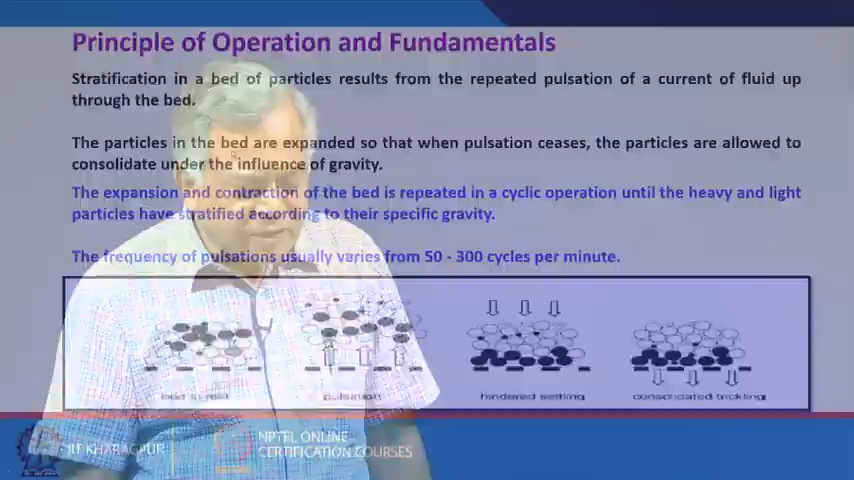 Principle of Operation and Fundamentals
Stratification in a bed of particles results from the repeated pulsation of a current of fluid up
through the bed.
The particles in the bed are expanded so that when pulsation ceases, the particles are allowed to
consolidate under the influence of gravity.
The expansion and contraction of the bed is repeated in a cyclic operation until the heavy and light
particles have stratified according to their specific gravity.
The frequency of pulsations usually varies from 50 - 300 cycles per minute.
bed at rest
pulsation
hindered settling
consolidated trickling
IIT KHARAGPUR
NPTEL ONLINE
CERTIFICATION COURSES